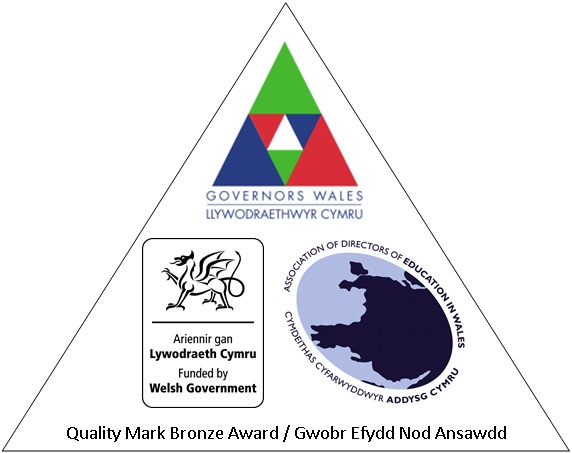 GOVERNORS WALES
LLYWODRAETHWYR CYMRU
Ariennir gan
Lywodraeth Cymru
Funded by
Welsh Government
ASSOCIATION OF DIRECTORS OF EDUCATION IN WALES
CYMDEITHAS CYFARWYDDWYR ADDYSG CYMRU
Quality Mark Bronze Award / Gwobr Efydd Nod Ansawdd